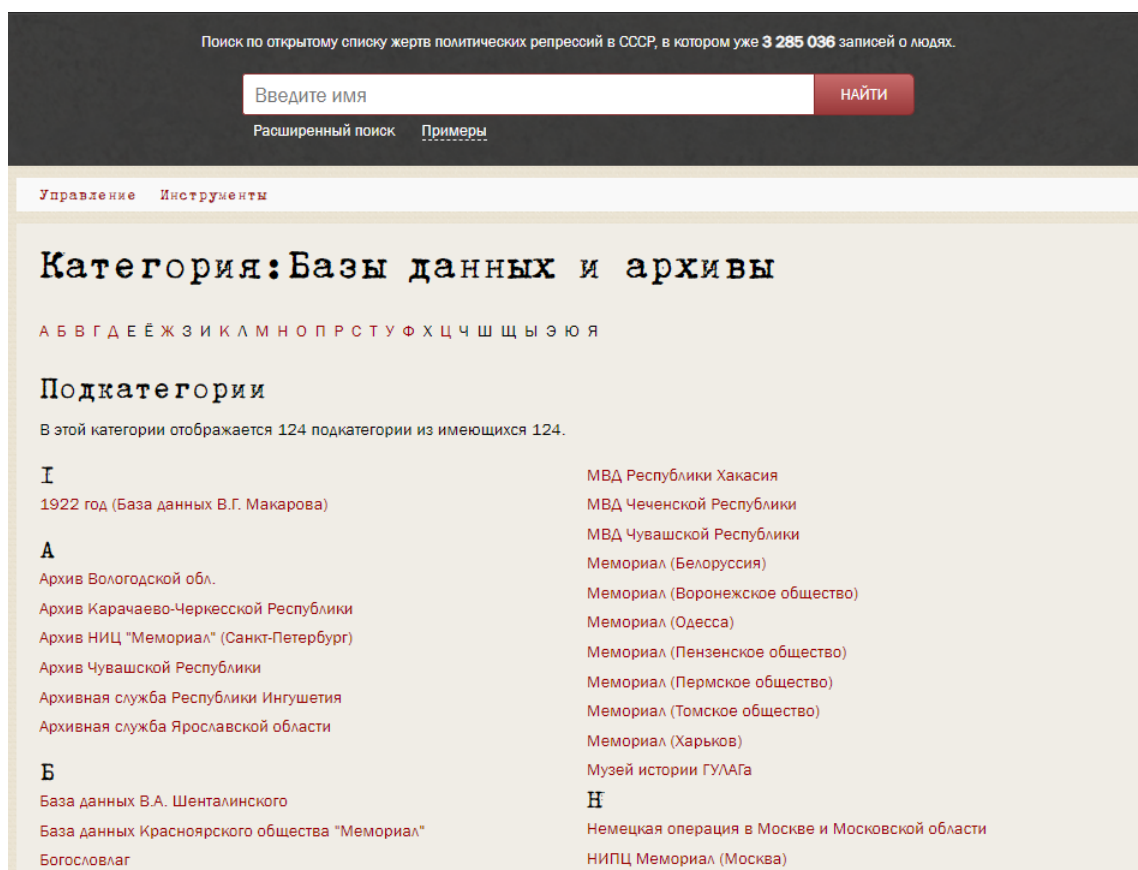 Поиск по открытому списку жертв политических репрессий в СССР, в котором уже 3 285 036 записей о людях.
Введите имя
НАЙТИ
Расширенный поиск Примеры
Управление Инструменты
Категория:Базы данных и архивы
А Б В Г Д Е Ё Ж З И К Л М Н О П Р С Т У Ф Х Ц Ч Ш Щ Ы Э Ю Я
Подкатегории
В этой категории отображается 124 подкатегории из имеющихся 124.
1
1922 год (База данных В.Г. Макарова)
А
Архив Вологодской обл.
Архив Карачаево-Черкесской Республики
Архив НИЦ "Мемориал" (Санкт-Петербург)
Архив Чувашской Республики
Архивная служба Республики Ингушетия
Архивная служба Ярославской области
Б
База данных В.А. Шенталинского
База данных Красноярского общества "Мемориал"
Богословлаг
МВД Республики Хакасия
МВД Чеченской Республики
МВД Чувашской Республики
Мемориал (Белоруссия)
Мемориал (Воронежское общество)
Мемориал (Одесса)
Мемориал (Пензенское общество)
Мемориал (Пермское общество)
Мемориал (Томское общество)
Мемориал (Харьков)
Музей истории ГУЛАГа
Н
Немецкая операция в Москве и Московской области
НИПЦ Мемориал (Москва)